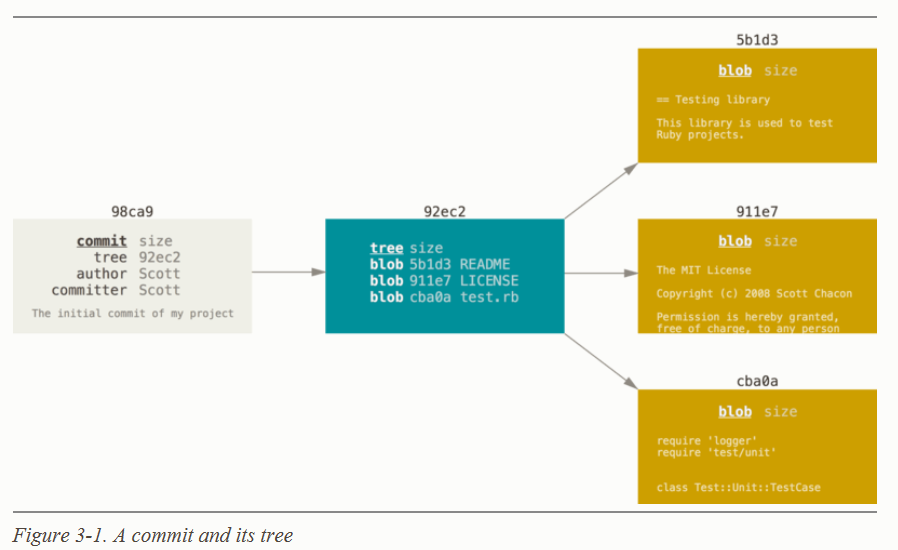 98ca9
commit size
tree 92ec2
author Scott
committer Scott
The initial commit of my project
92ec2
tree size
blob 5b1d3 README
blob 911e7 LICENSE
blob cba0a test.rb
5b1d3
blob size
== Testing library
This library is used to test
Ruby projects.
911e7
blob size
The MIT License
Copyright (c) 2008 Scott Chacon
Permission is hereby granted,
free of charge, to any person
cba0a
blob size
require 'logger'
require 'test/unit'
class Test::Unit::TestCase
Figure 3-1. A commit and its tree